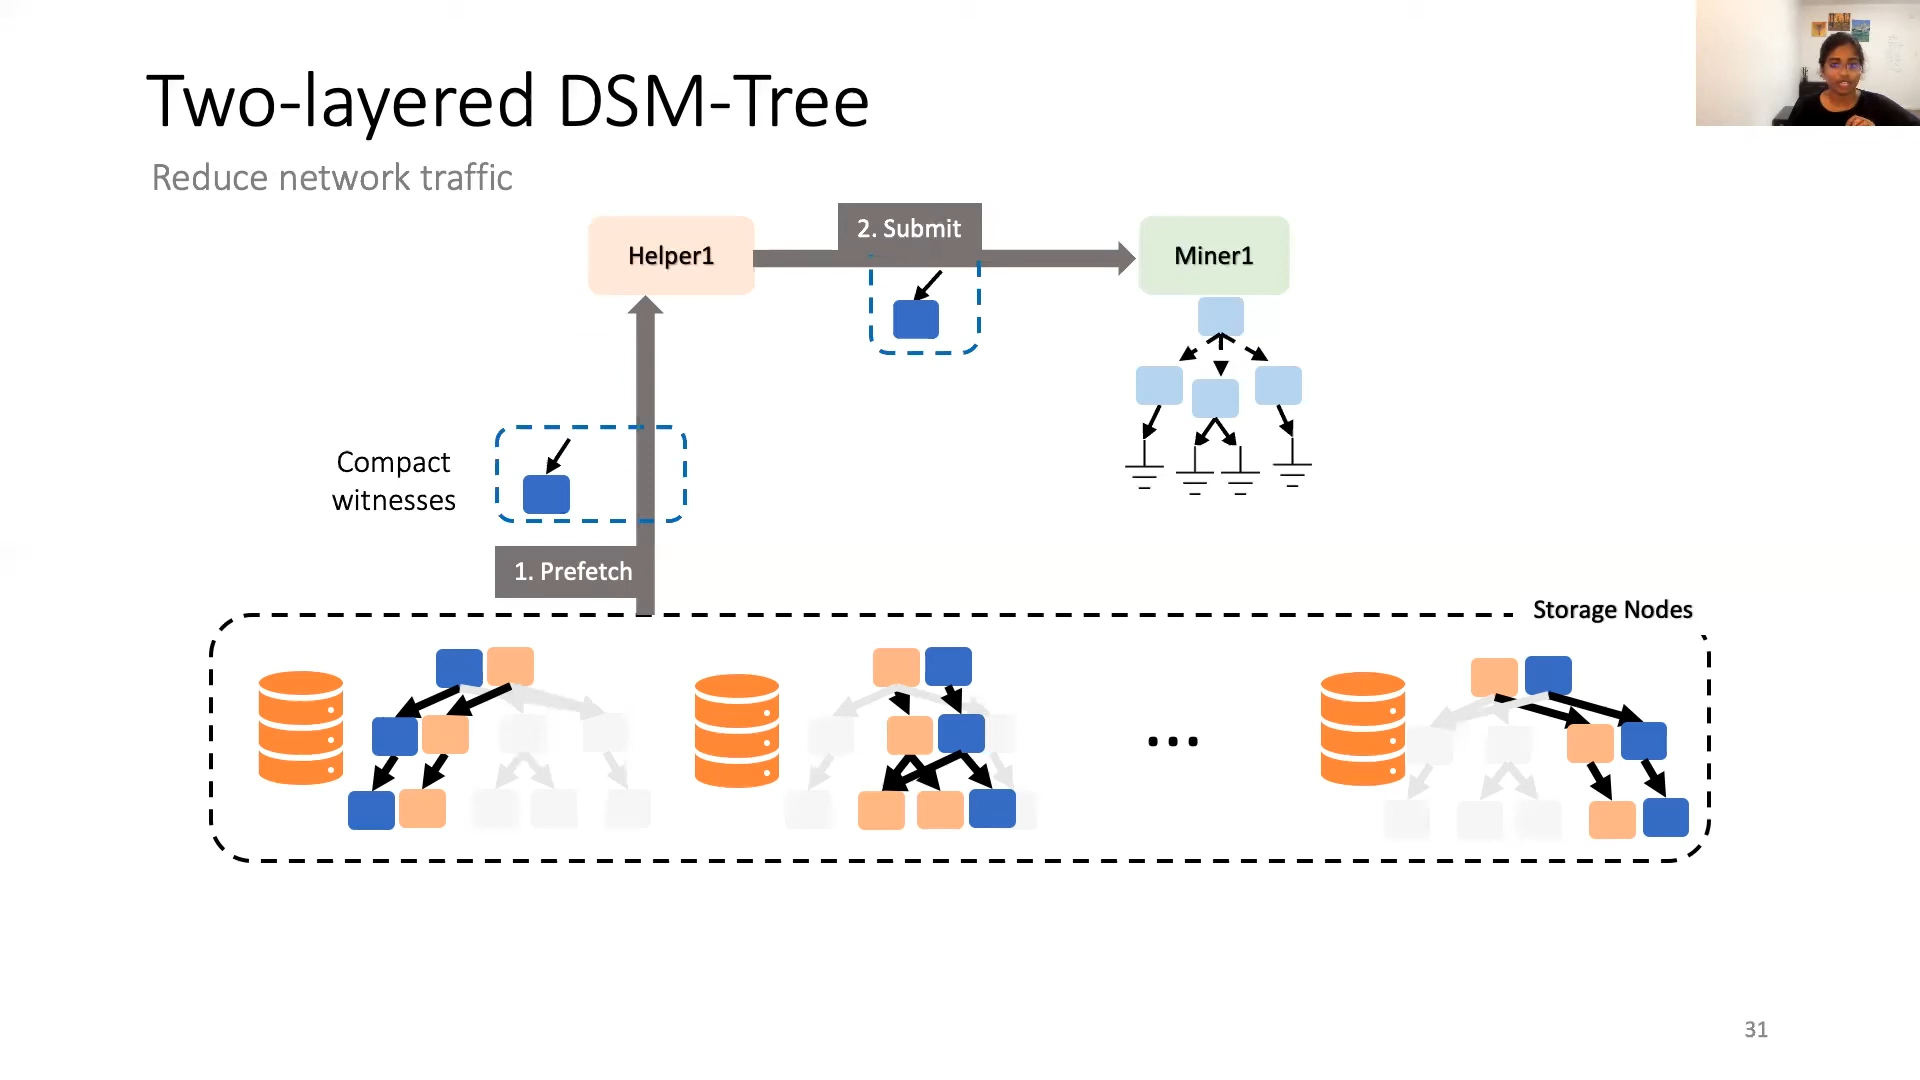 Two-layered DSM-Tree
Reduce network traffic
Helper1
2. Submit
Miner1
Compact
witnesses
1. Prefetch
Storage Nodes
...
31